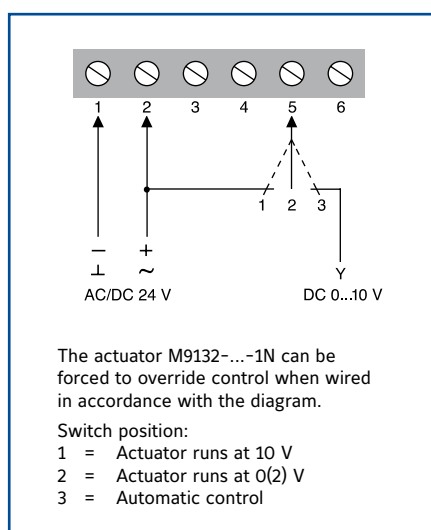 1 2 3 4 5 6
1 2 3
– +
⊥ ~ Y
AC/DC 24 V DC 0...10 V
The actuator M9132-...-1N can be
forced to override control when wired
in accordance with the diagram.
Switch position:
1 = Actuator runs at 10 V
2 = Actuator runs at 0(2) V
3 = Automatic control